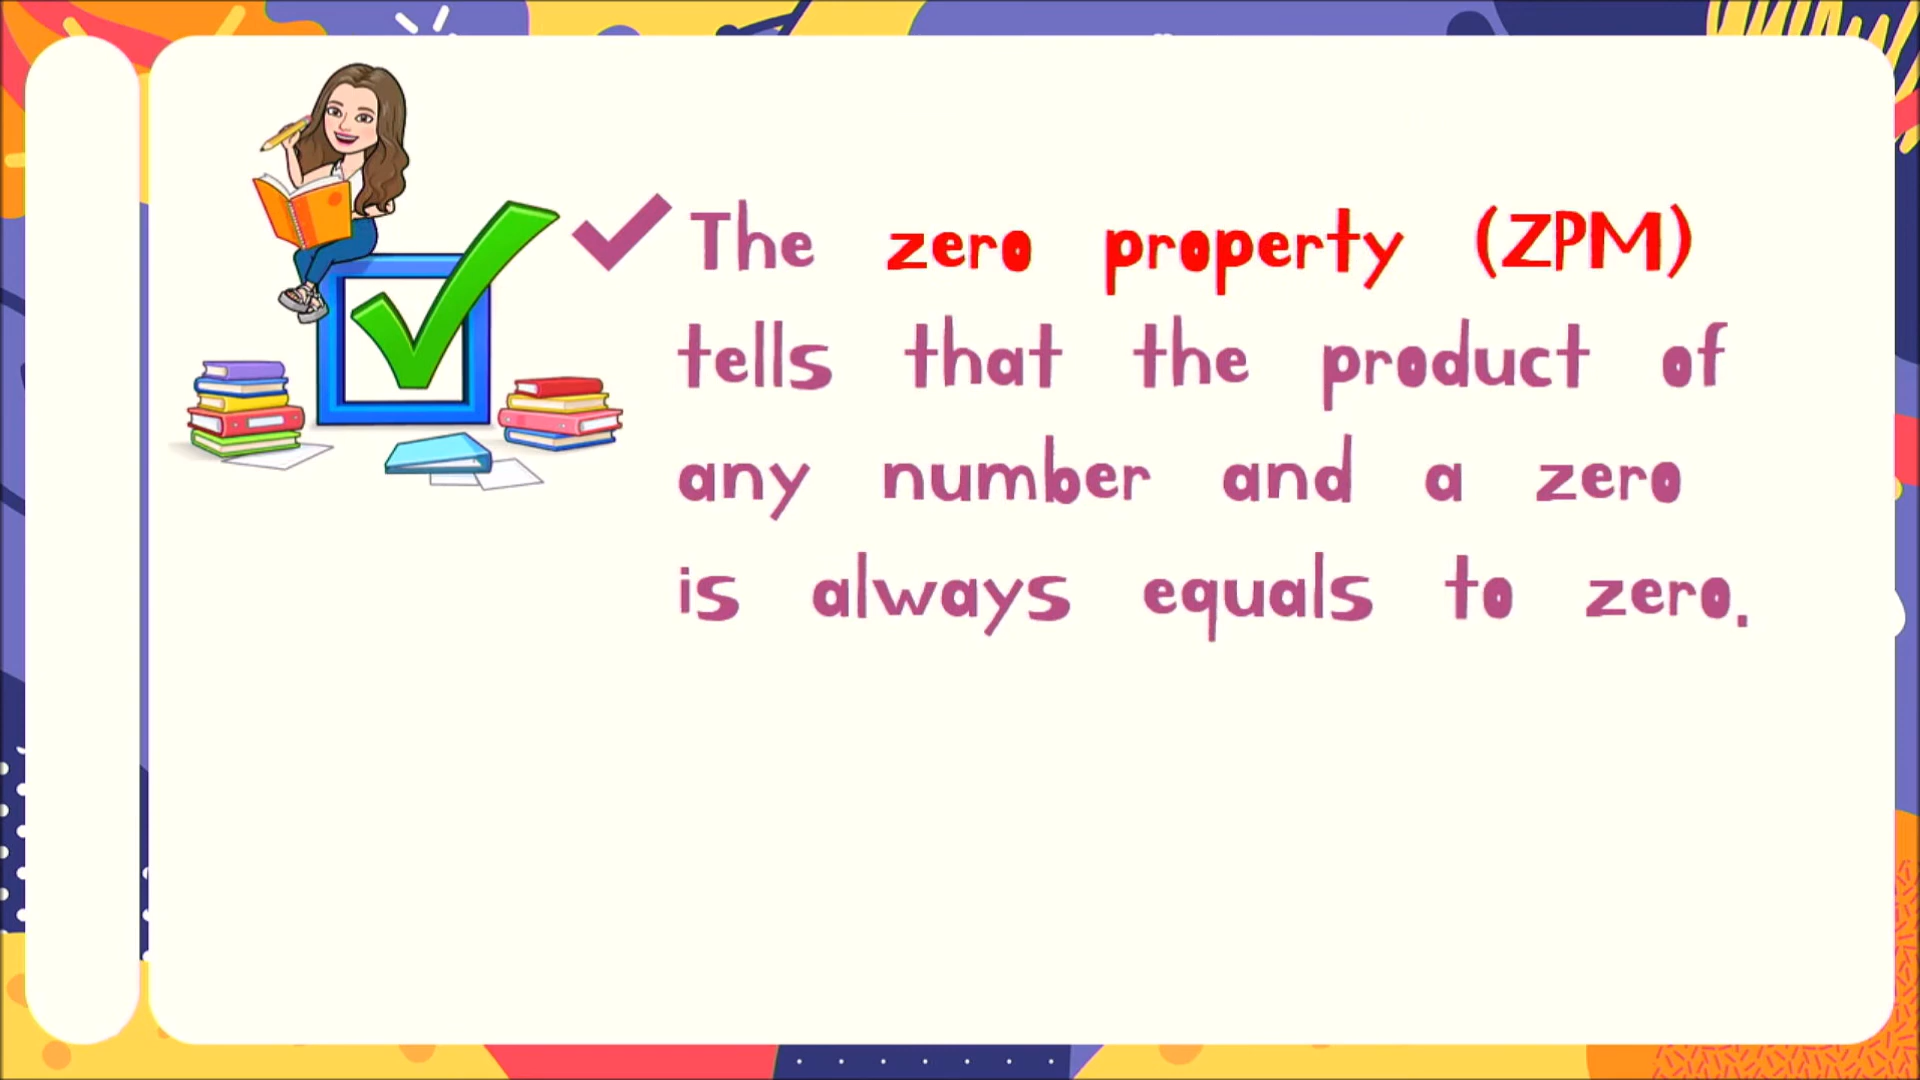 The zero property (ZPM)
tells that the product of
any number and a zero
is always equals to zero.